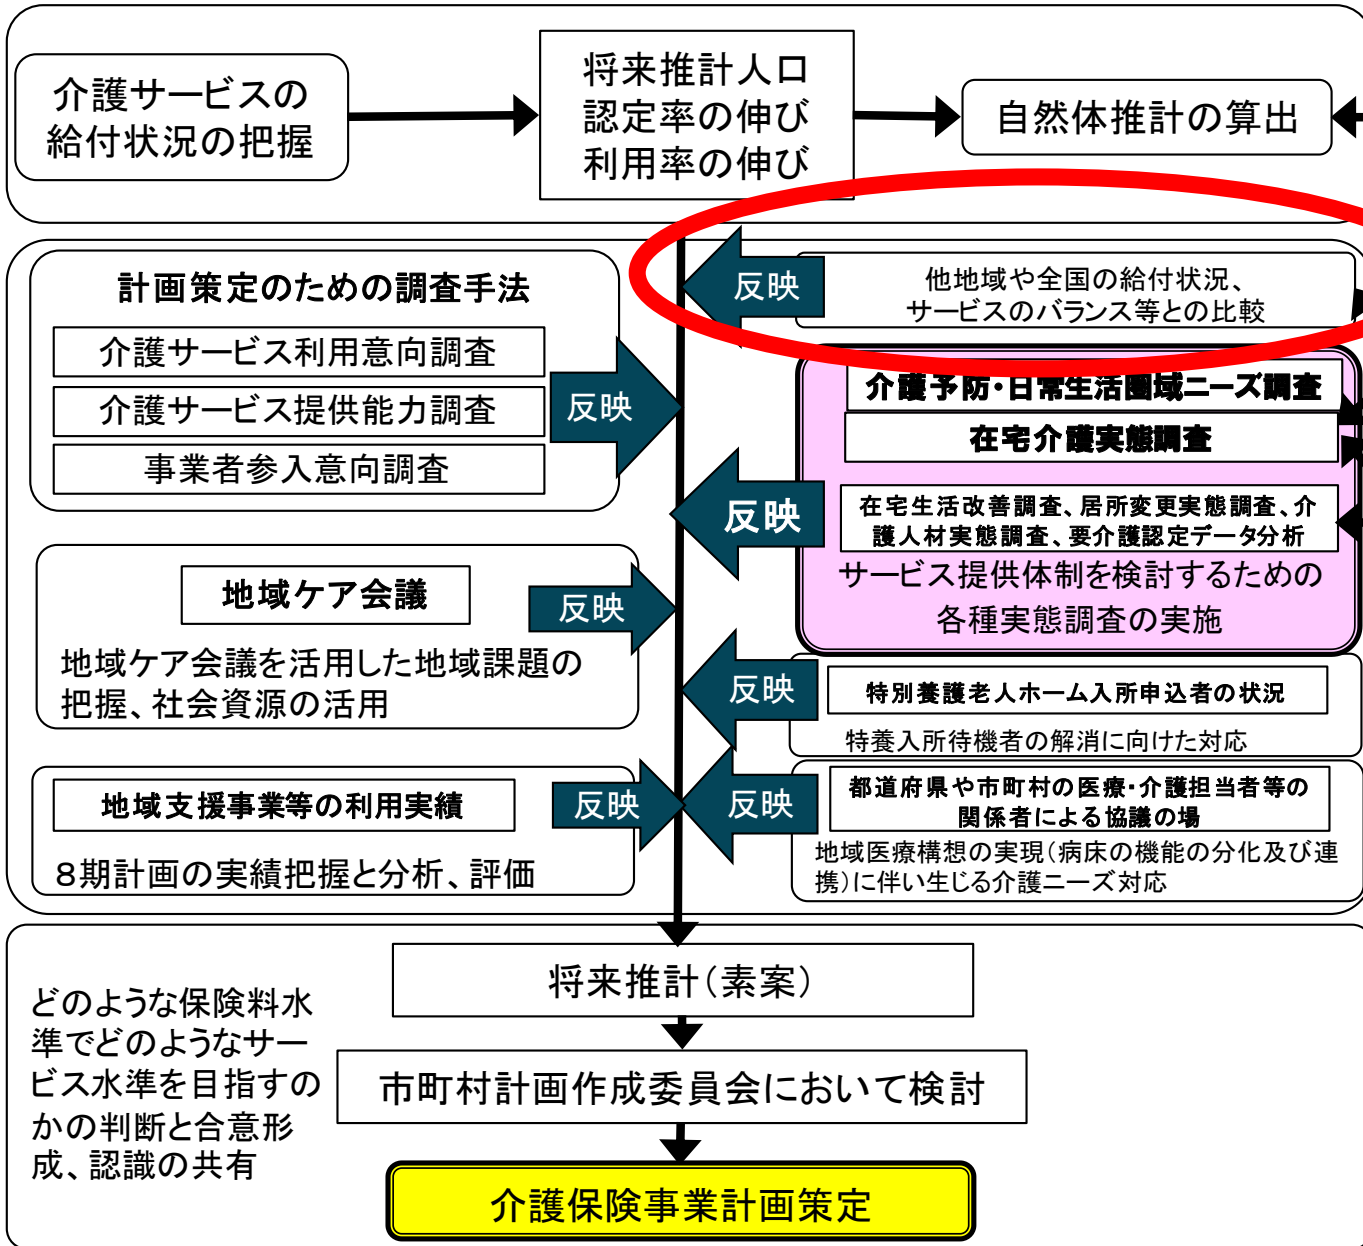 介護サービスの
給付状況の把握
将来推計人口
認定率の伸び
利用率の伸び
自然体推計の算出
計画策定のための調査手法
介護サービス利用意向調査
介護サービス提供能力調査
事業者参入意向調査
反映
反映
他地域や全国の給付状況、
サービスのバランス等との比較
介護予防・日常生活圏域ニーズ調査
在宅介護実態調査
反映
在宅生活改善調査、居所変更実態調査、介
護人材実態調査、要介護認定データ分析
サービス提供体制を検討するための
各種実態調査の実施
地域ケア会議
反映
地域ケア会議を活用した地域課題の
把握、社会資源の活用
反映
特別養護老人ホーム入所申込者の状況
特養入所待機者の解消に向けた対応
地域支援事業等の利用実績
反映
8期計画の実績把握と分析、評価
反映
都道府県や市町村の医療・介護担当者等の
関係者による協議の場
地域医療構想の実現(病床の機能の分化及び連
携)に伴い生じる介護ニーズ対応
どのような保険料水
準でどのようなサー
ビス水準を目指すの
かの判断と合意形
成、認識の共有
将来推計(素案)
市町村計画作成委員会において検討
介護保険事業計画策定